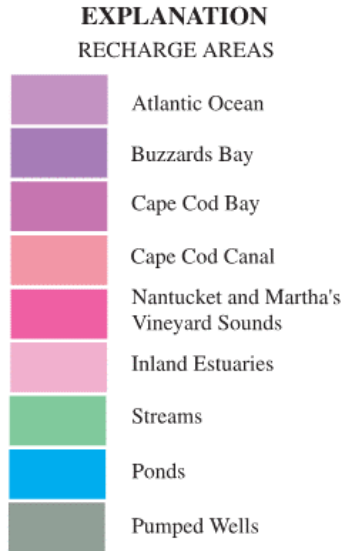 EXPLANATION
RECHARGE AREAS
Atlantic Ocean
Buzzards Bay
Cape Cod Bay
Cape Cod Canal
Nantucket and Martha's
Vineyard Sounds
Inland Estuaries
Streams
Ponds
Pumped Wells